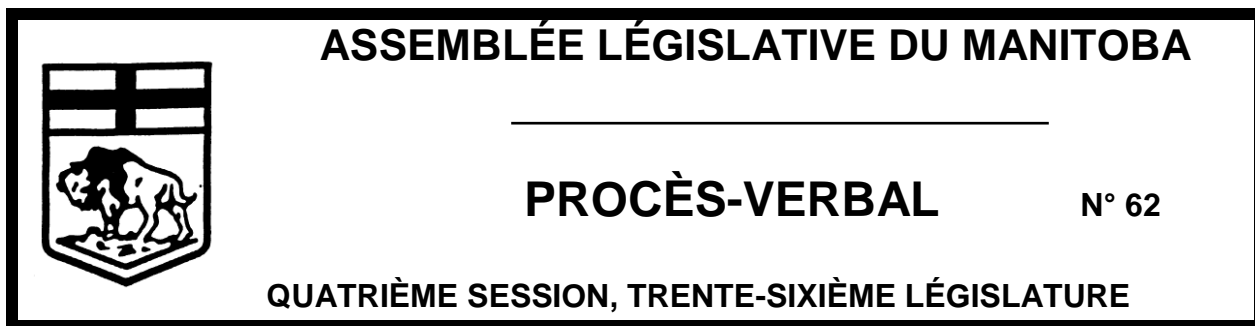 ASSEMBLÉE LÉGISLATIVE DU MANITOBA
PROCÈS-VERBAL N° 62
QUATRIÈME SESSION, TRENTE-SIXIÈME LÉGISLATURE